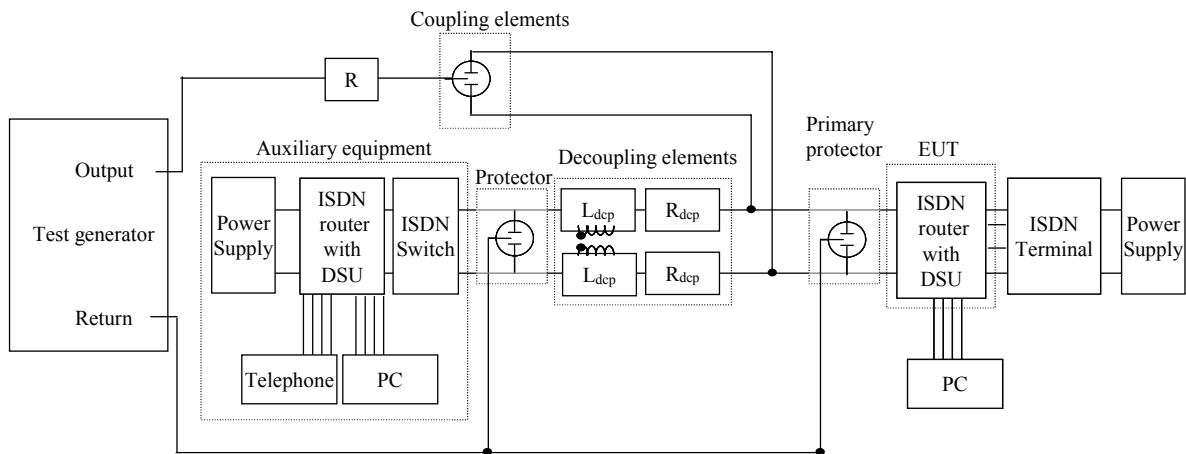 Coupling elements
R
Output
Test generator
Return
Auxiliary equipment
Power
Supply
ISDN
router
with
DSU
ISDN
Switch
Telephone
PC
Protector
Decoupling elements
Ldcp
Rdcp
Ldcp
Rdcp
Primary
protector
EUT
ISDN
router
with
DSU
ISDN
Terminal
Power
Supply
PC